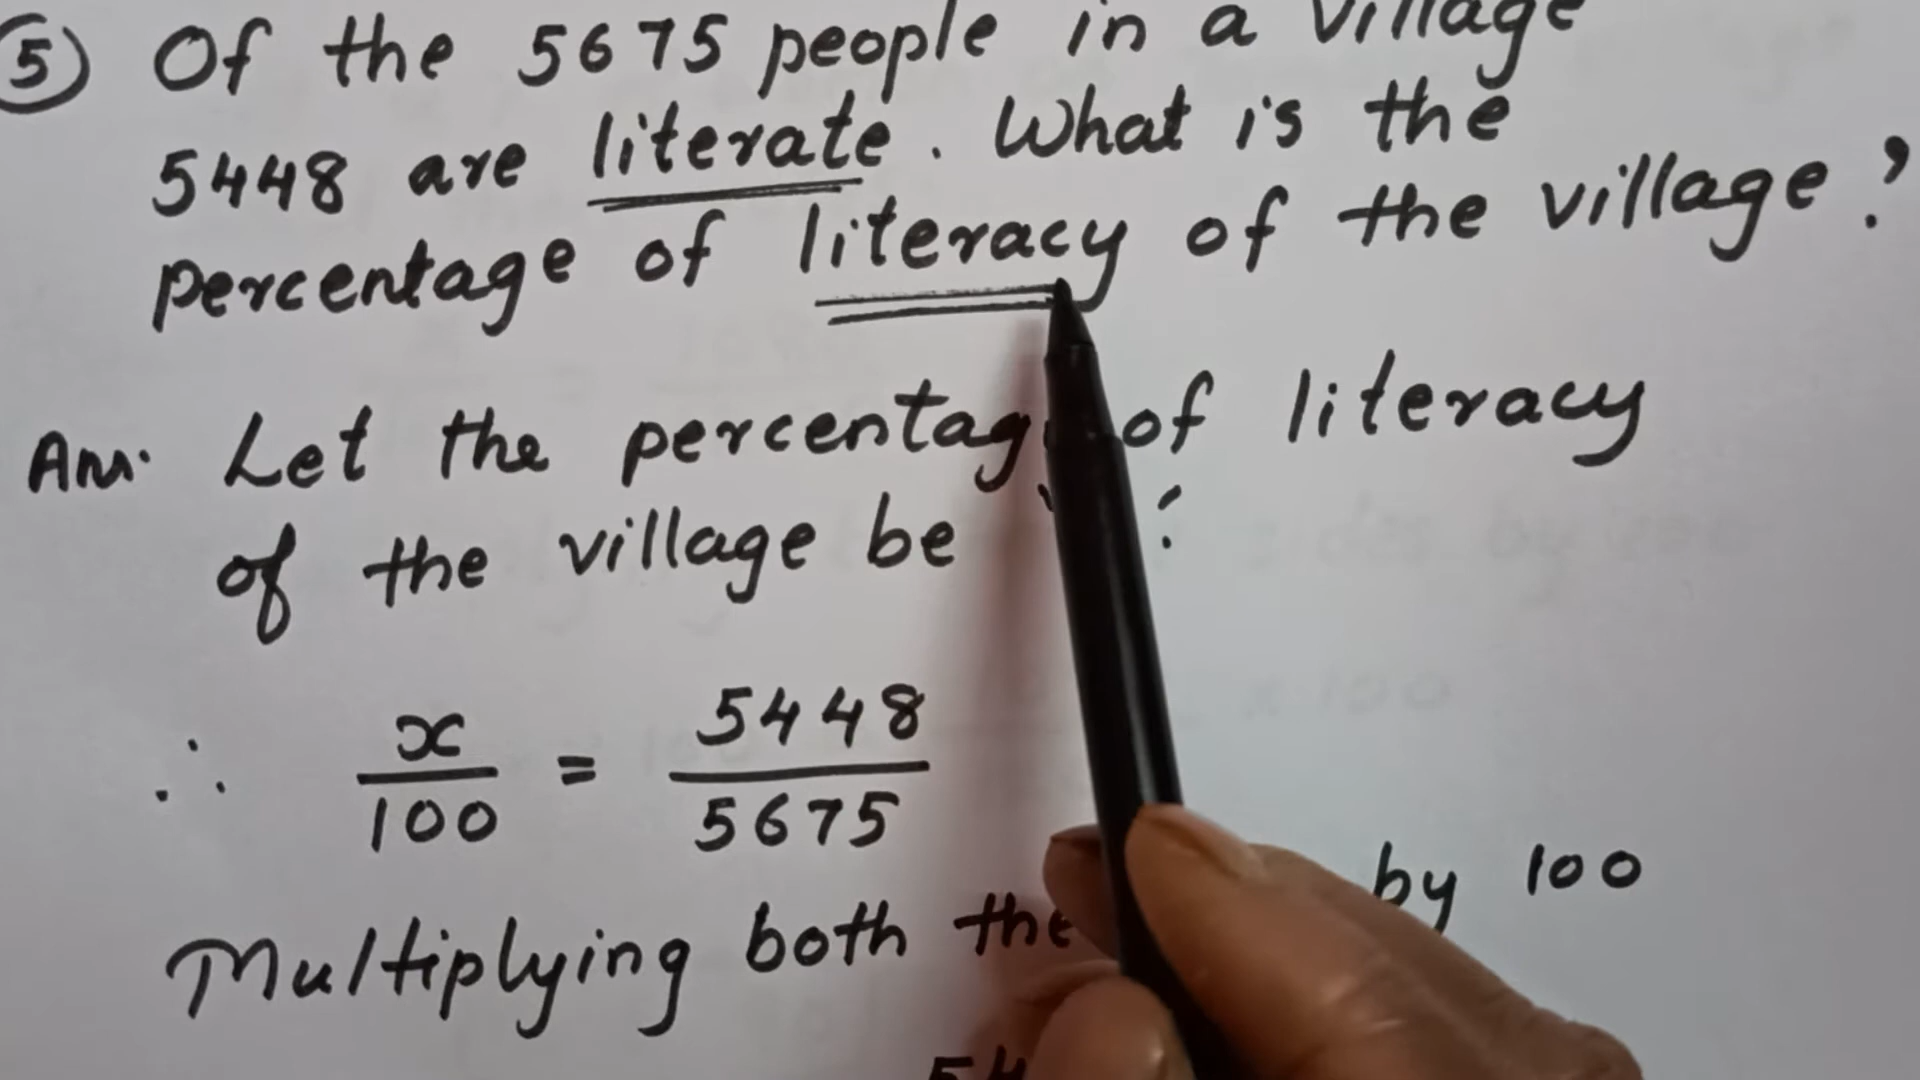 5 Of the 5675 people in a village
5448 are literate. What is the
percentage of literacy of the village?
Ans. Let the percentage of literacy
of the village be
∴ x/100 = 5448/5675
Multiplying both the by 100